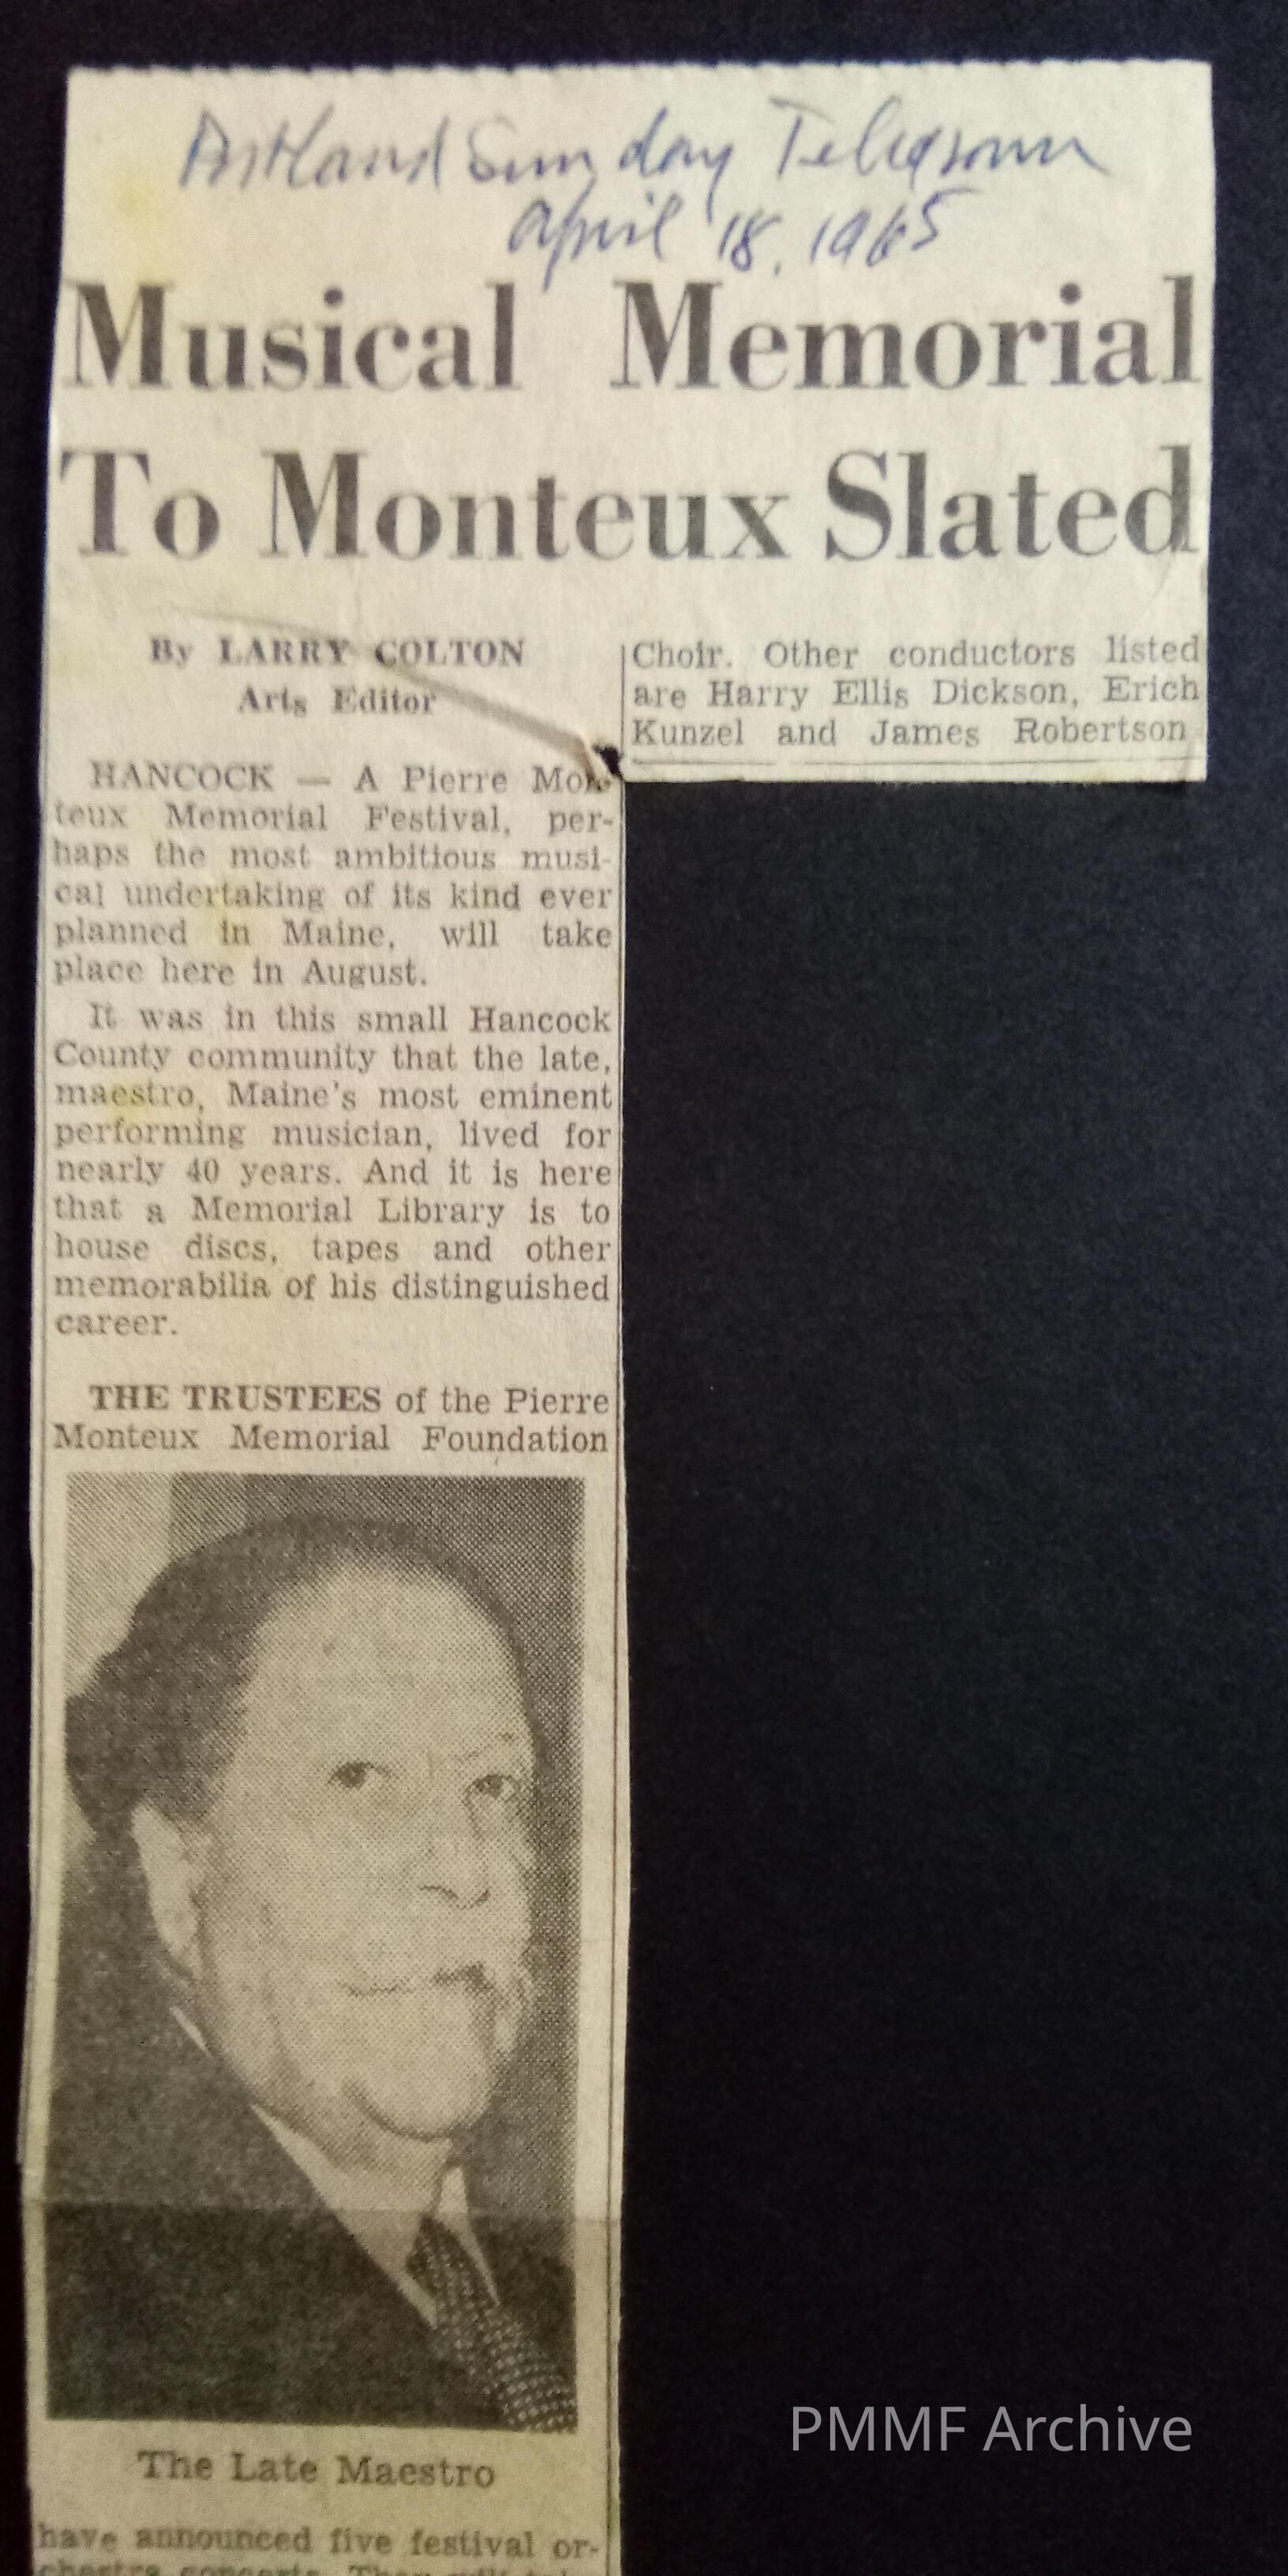 Portland Sunday Telegram
April 18, 1965
Musical Memorial
To Monteux Slated
By LARRY COLTON
Arts Editor
HANCOCK — A Pierre Mon-
teux Memorial Festival, per-
haps the most ambitious musi-
cal undertaking of its kind ever
planned in Maine, will take
place here in August.
It was in this small Hancock
County community that the late,
maestro, Maine's most eminent
performing musician, lived for
nearly 40 years. And it is here
that a Memorial Library is to
house discs, tapes and other
memorabilia of his distinguished
career.
THE TRUSTEES of the Pierre
Monteux Memorial Foundation
The Late Maestro
have announced five festival or-
chestra concerts. They will
Choir. Other conductors listed
are Harry Ellis Dickson, Erich
Kunzel and James Robertson
PMMF Archive